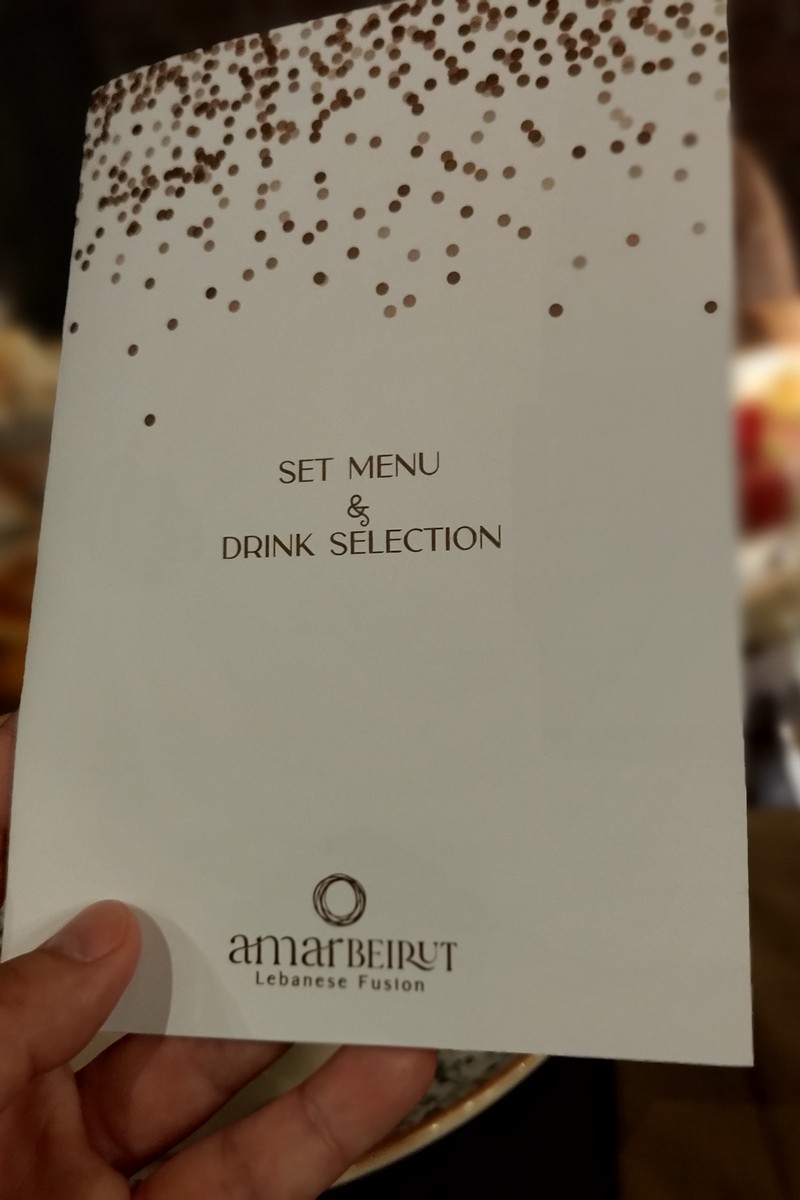 SET MENU
&
DRINK SELECTION
amarBEIRUT
Lebanese Fusion